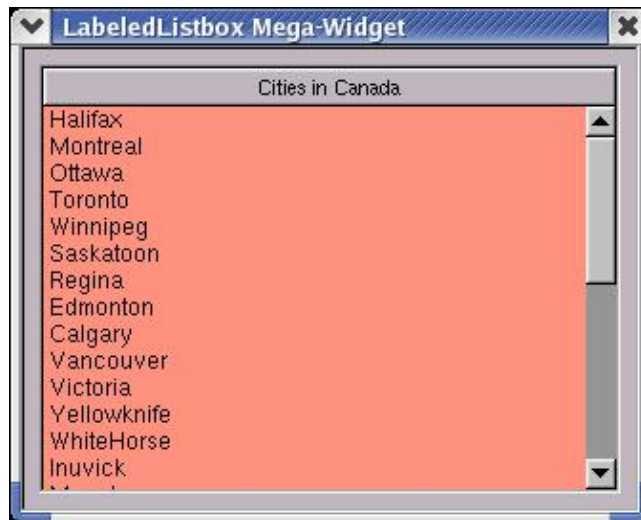 LabeledListbox Mega-Widget
Cities in Canada
Halifax
Montreal
Ottawa
Toronto
Winnipeg
Saskatoon
Regina
Edmonton
Calgary
Vancouver
Victoria
Yellowknife
WhiteHorse
Inuvick